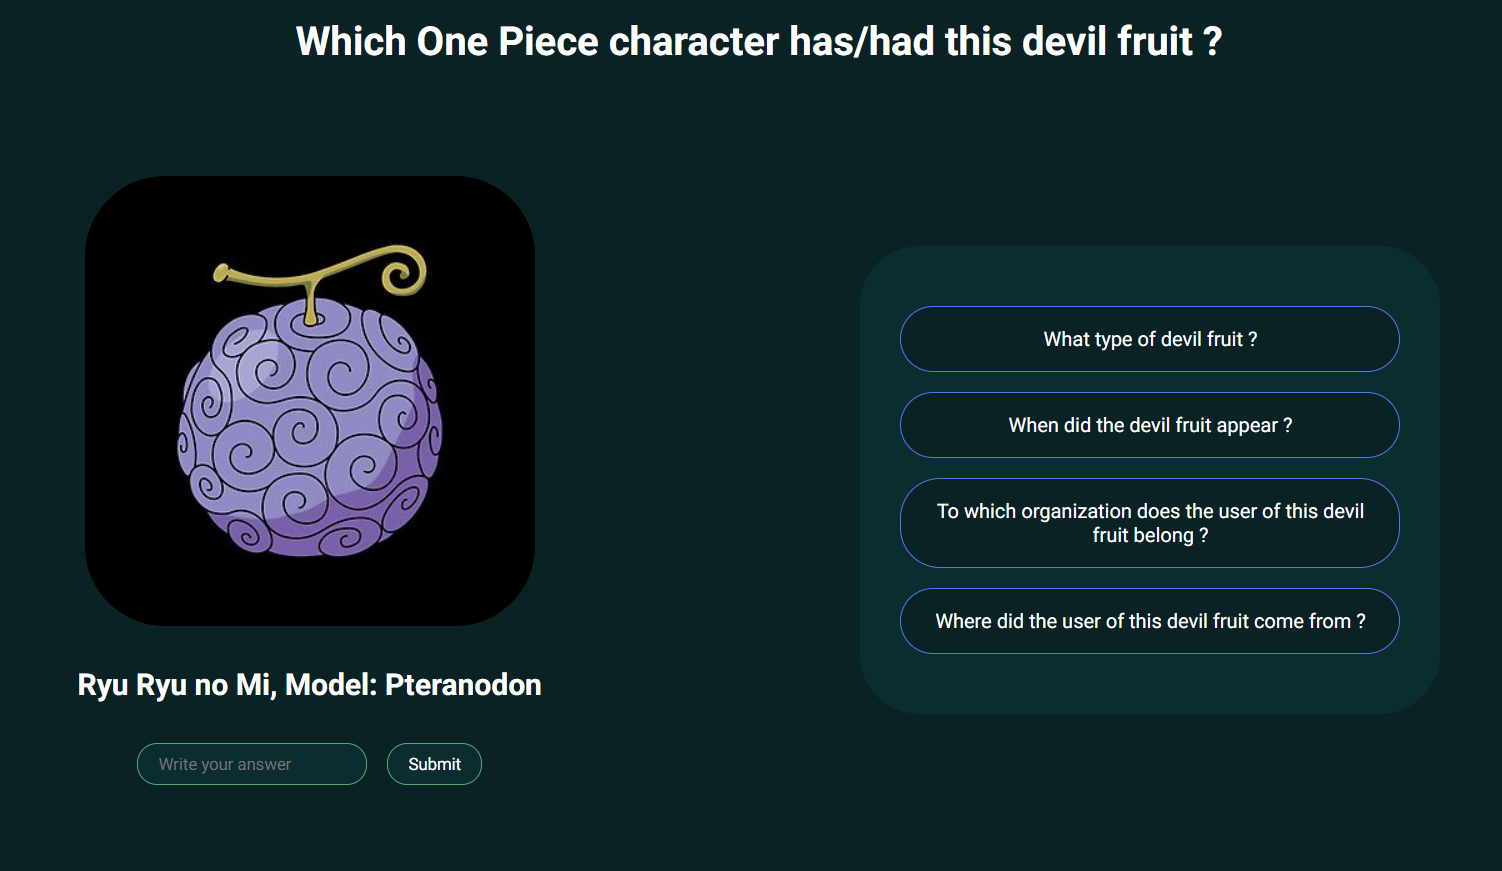 Which One Piece character has/had this devil fruit ?
Ryu Ryu no Mi, Model: Pteranodon
Write your answer
Submit
What type of devil fruit ?
When did the devil fruit appear ?
To which organization does the user of this devil
fruit belong ?
Where did the user of this devil fruit come from ?